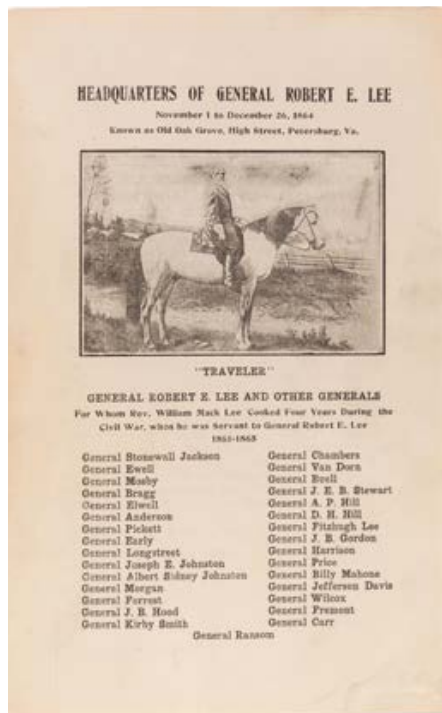 HEADQUARTERS OF GENERAL ROBERT E. LEE
November 1 to December 26, 1864
Known as Old Oak Grove, High Street, Petersburg, Va.
"TRAVELER"
GENERAL ROBERT E. LEE AND OTHER GENERALS
For Whom Rev. William Mack Lee Cooked Four Years During the
Civil War, when he was Servant to General Robert E. Lee
1861-1865
General Stonewall Jackson
General Ewell
General Mosby
General Bragg
General Elwell
General Anderson
General Pickett
General Early
General Longstreet
General Joseph E. Johnston
General Albert Sidney Johnsten
General Morgan
General Forrest
General J. B. Hood
General Kirby Smith
General Chambers
General Van Dorn
General Buell
General J. E. B. Stewart
General A. P. Hill
General D. H. Hill
General Fitzhugh Lee
General J. B. Gordon
General Harrison
General Price
General Billy Mahone
General Jefferson Davis
General Wilcox
General Fremont
General Carr
General Ransom